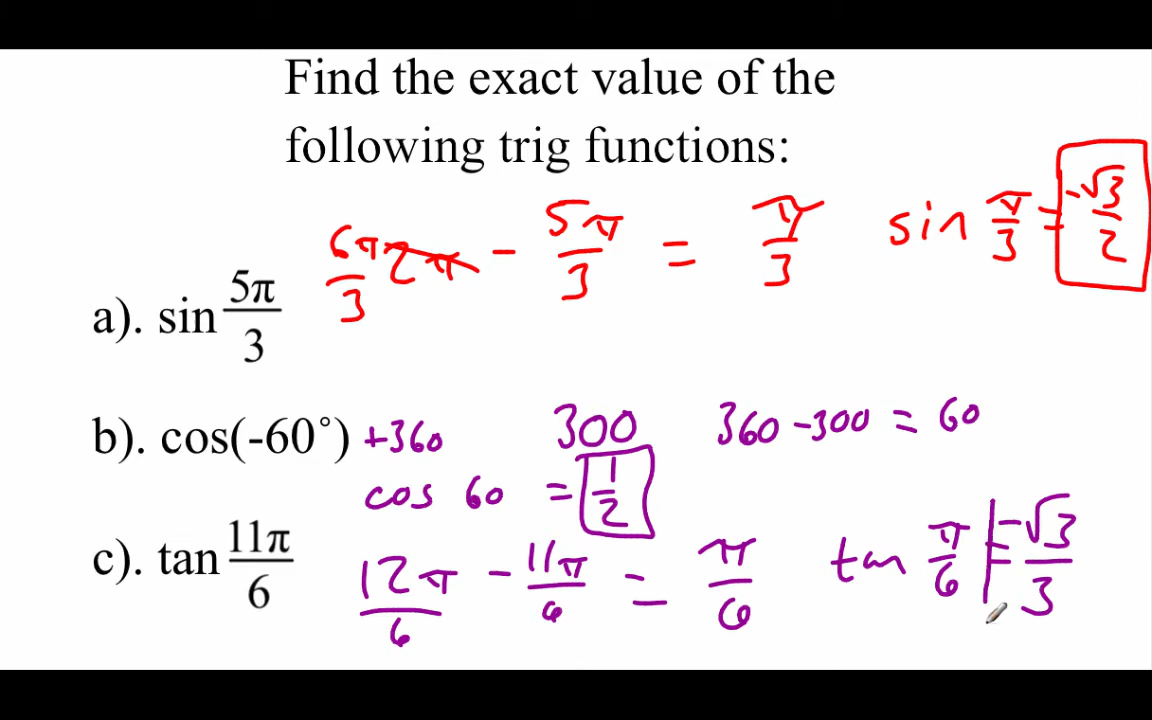 Find the exact value of the
following trig functions:
6π/3 2π - 5π/3 = π/3 sin π/3 = -√3/2
a). sin 5π/3
b). cos(-60°) +360 300 360 - 300 = 60
cos 60 = 1/2
c). tan 11π/6 12π/6 - 11π/6 = π/6 tan π/6 = -√3/3